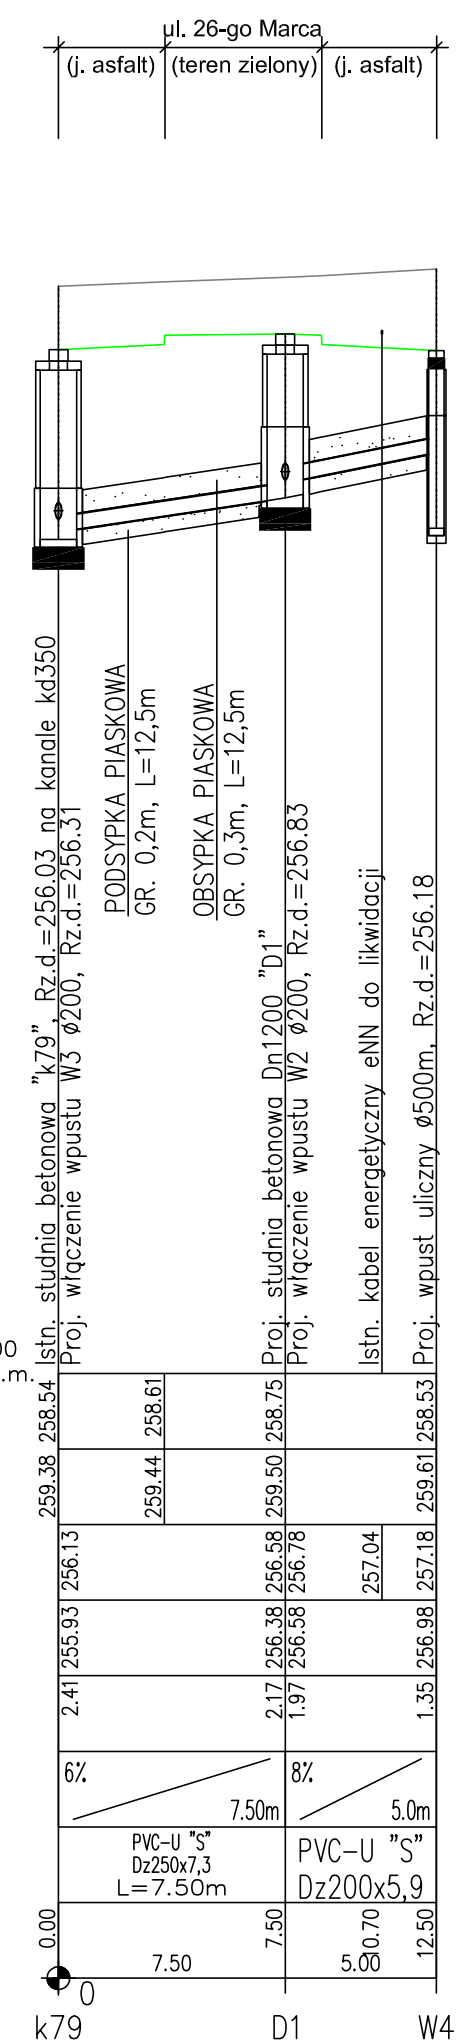 ul. 26-go Marca
(j. asfalt)
(teren zielony)
(j. asfalt)
Istn. studnia betonowa "k79", Rz.d.=256.03 na kanale kd350
Proj. włączenie wpustu W3 ϕ200, Rz.d.=256.31
PODSYPKA PIASKOWA
GR. 0,2m, L=12,5m
OBSYPKA PIASKOWA
GR. 0,3m, L=12,5m
Proj. studnia betonowa Dn1200 "D1"
Proj. włączenie wpustu W2 ϕ200, Rz.d.=256.83
Istn. kabel energetyczny eNN do likwidacji
Proj. wpust uliczny ϕ500m, Rz.d.=256.18
00
.m.
258.54
258.61
258.75
258.53
259.38
259.44
259.50
259.61
256.13
256.58
256.78
257.04
257.18
255.93
256.38
256.58
256.98
2.41
2.17
1.97
1.35
6%
7.50m
8%
5.0m
PVC-U "S"
Dz250x7,3
L=7.50m
PVC-U "S"
Dz200x5,9
0.00
7.50
10.70
12.50
7.50
5.00
0
k79
D1
W4